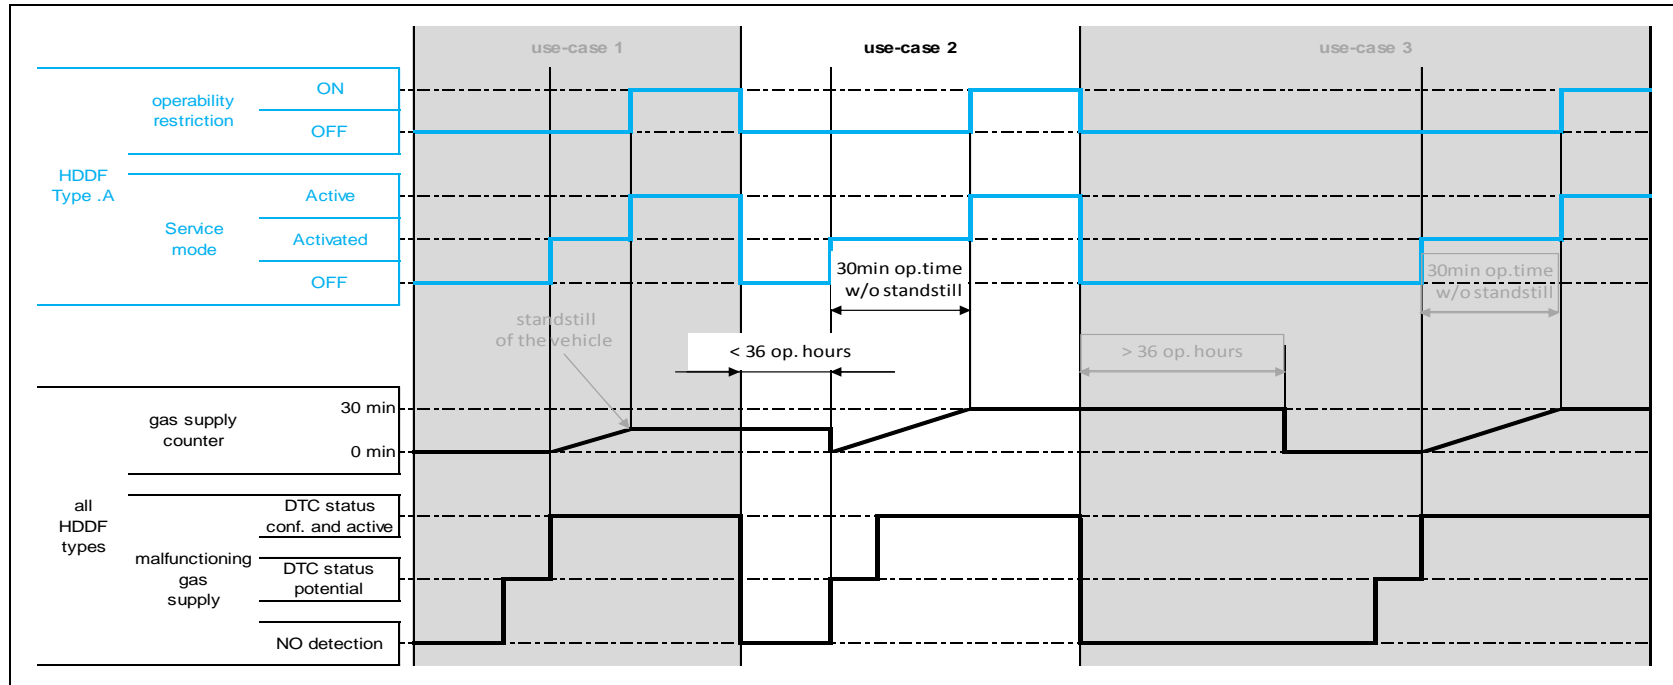 use-case 1
use-case 2
use-case 3
HDDF
Type .A
operability
restriction
ON
OFF
Service
mode
Active
Activated
OFF
30min op.time
w/o standstill
30min op.time
w/o standstill
standstill
of the vehicle
< 36 op. hours
> 36 op. hours
all
HDDF
types
gas supply
counter
30 min
0 min
malfunctioning
gas
supply
DTC status
conf. and active
DTC status
potential
NO detection